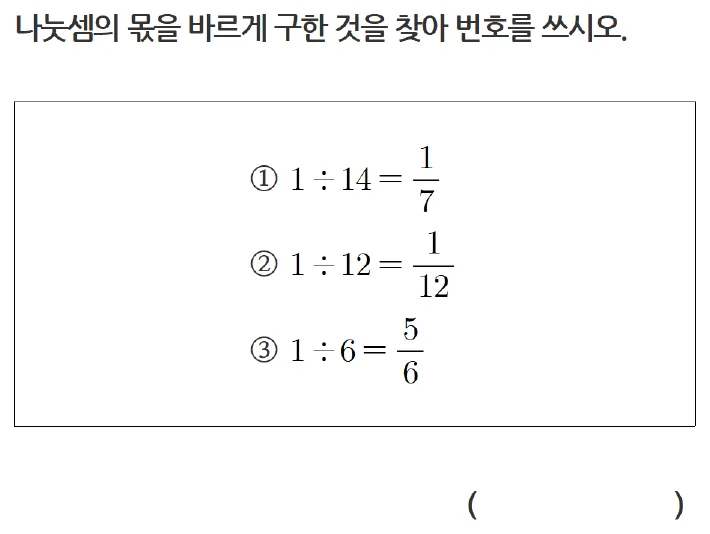 나눗셈의 몫을 바르게 구한 것을 찾아 번호를 쓰시오.
① 1 ÷ 14 = 1/7
② 1 ÷ 12 = 1/12
③ 1 ÷ 6 = 5/6
(                    )